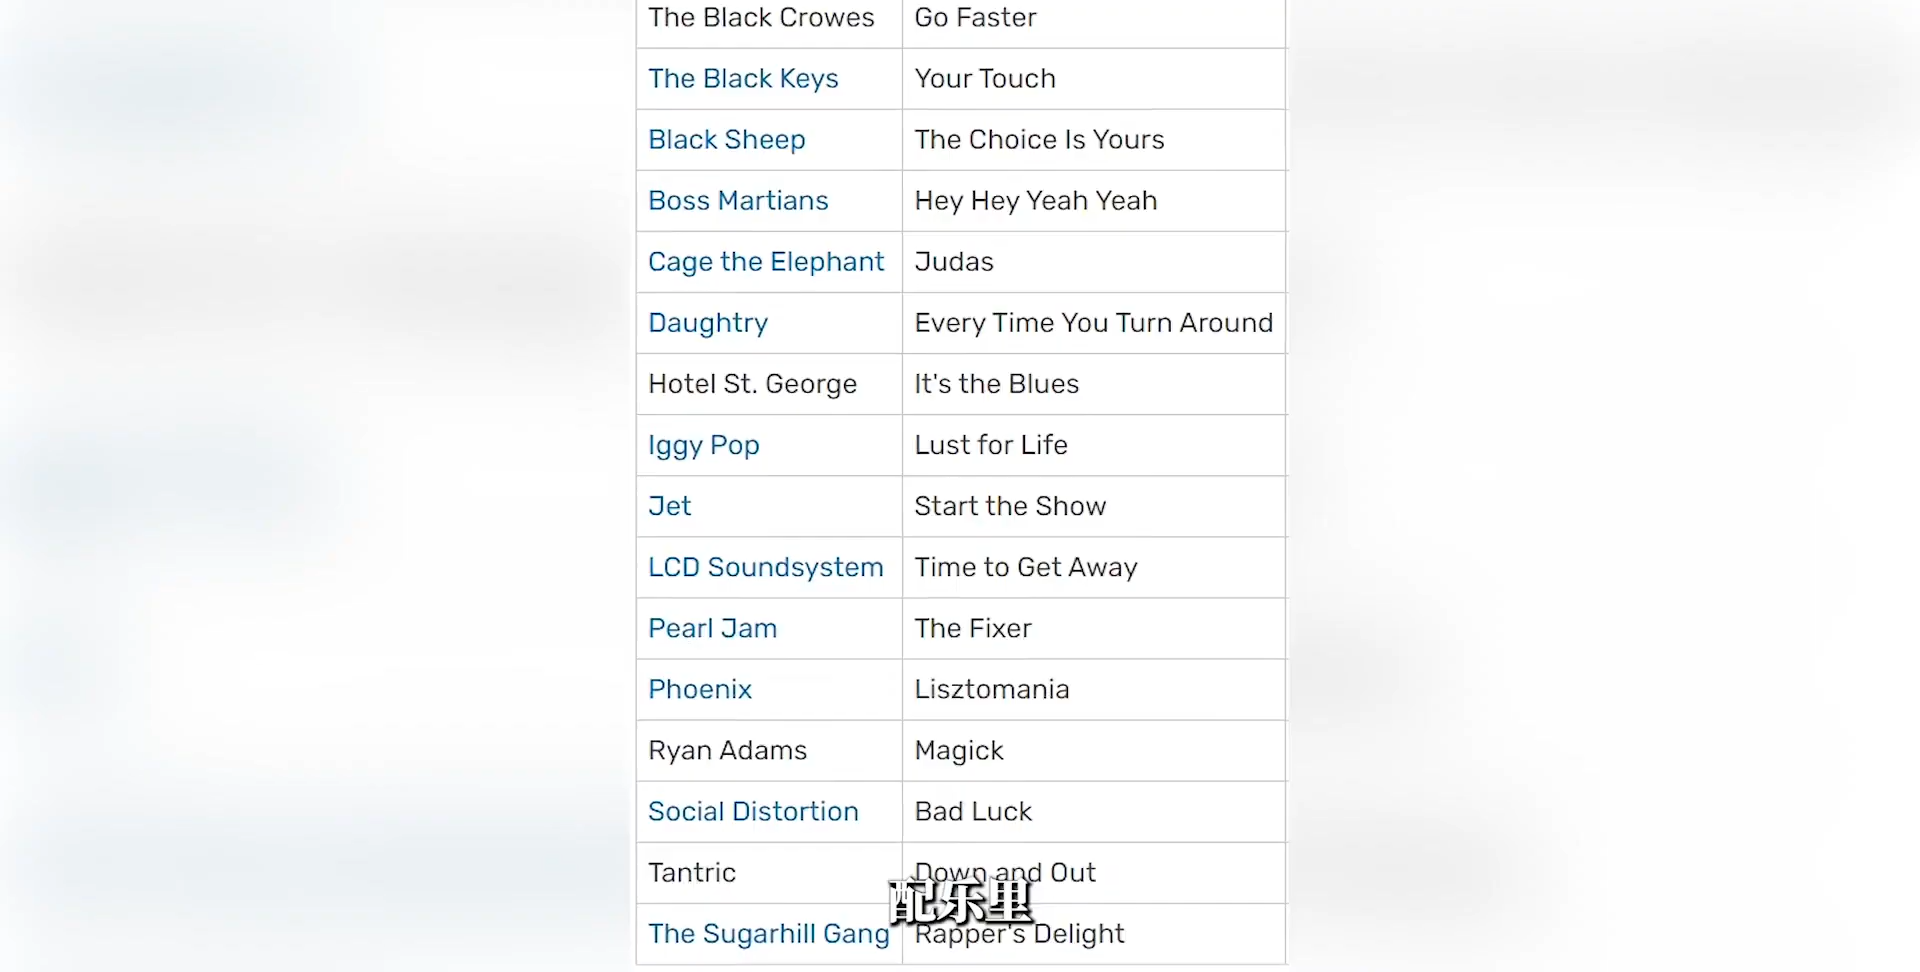 The Black Crowes Go Faster
The Black Keys Your Touch
Black Sheep The Choice Is Yours
Boss Martians Hey Hey Yeah Yeah
Cage the Elephant Judas
Daughtry Every Time You Turn Around
Hotel St. George It's the Blues
Iggy Pop Lust for Life
Jet Start the Show
LCD Soundsystem Time to Get Away
Pearl Jam The Fixer
Phoenix Lisztomania
Ryan Adams Magick
Social Distortion Bad Luck
Tantric Down and Out
配乐里
The Sugarhill Gang Rapper's Delight